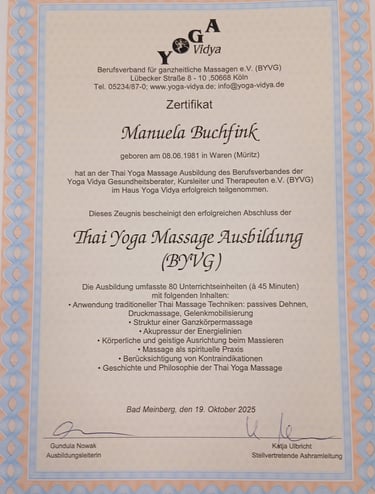 YOGA
Vidya
Berufsverband für ganzheitliche Massagen e.V. (BYVG)
Lübecker Straße 8 - 10 ,50668 Köln
Tel. 05234/87-0; www.yoga-vidya.de; info@yoga-vidya.de
Zertifikat
Manuela Buchfink
geboren am 08.06.1981 in Waren (Müritz)
hat an der Thai Yoga Massage Ausbildung des Berufsverbandes der
Yoga Vidya Gesundheitsberater, Kursleiter und Therapeuten e.V. (BYVG)
im Haus Yoga Vidya erfolgreich teilgenommen.
Dieses Zeugnis bescheinigt den erfolgreichen Abschluss der
Thai Yoga Massage Ausbildung
(BYVG)
Die Ausbildung umfasste 80 Unterrichtseinheiten (à 45 Minuten)
mit folgenden Inhalten:
• Anwendung traditioneller Thai Massage Techniken: passives Dehnen,
Druckmassage, Gelenkmobilisierung
• Struktur einer Ganzkörpermassage
• Akupressur der Energielinien
• Körperliche und geistige Ausrichtung beim Massieren
• Massage als spirituelle Praxis
• Berücksichtigung von Kontraindikationen
• Geschichte und Philosophie der Thai Yoga Massage
Bad Meinberg, den 19. Oktober 2025
Gundula Nowak
Ausbildungsleiterin
Katja Ulbricht
Stellvertretende Ashramleitung